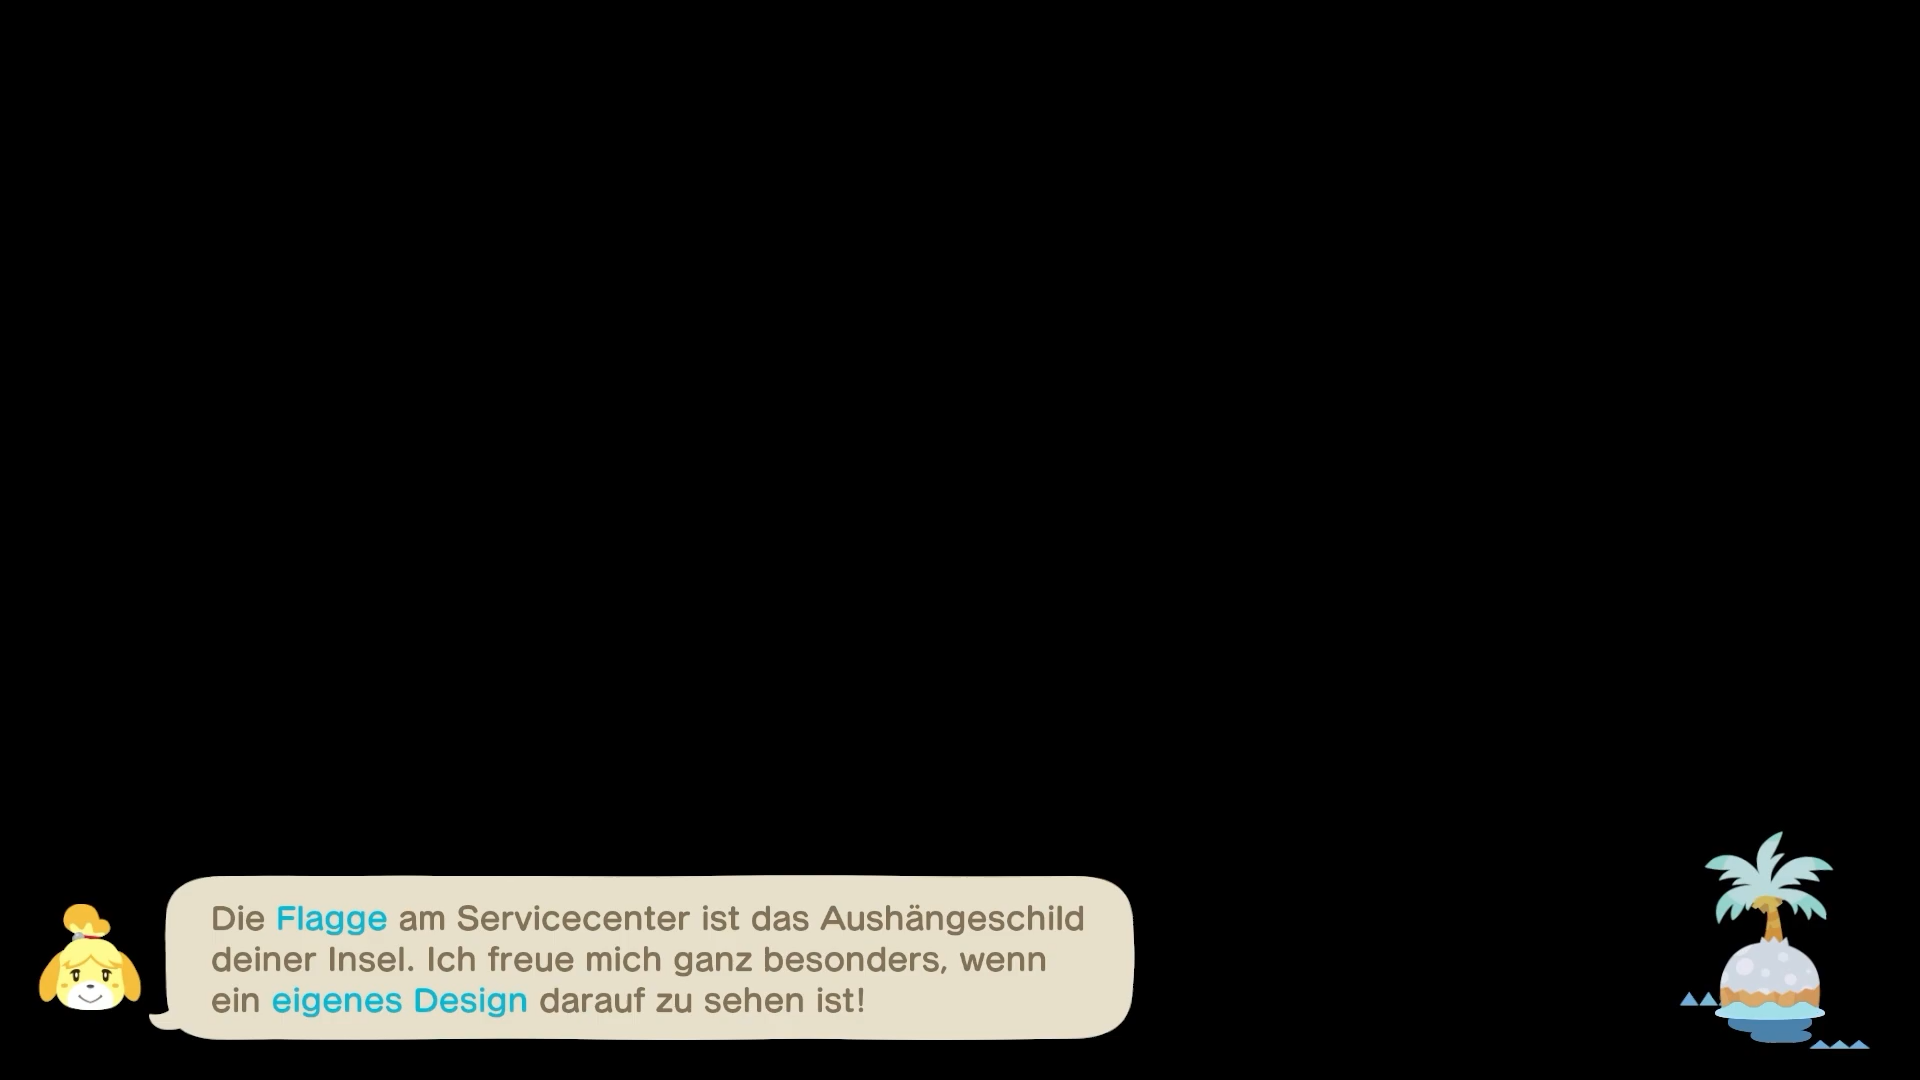 Die Flagge am Servicecenter ist das Aushängeschild
deiner Insel. Ich freue mich ganz besonders, wenn
ein eigenes Design darauf zu sehen ist!